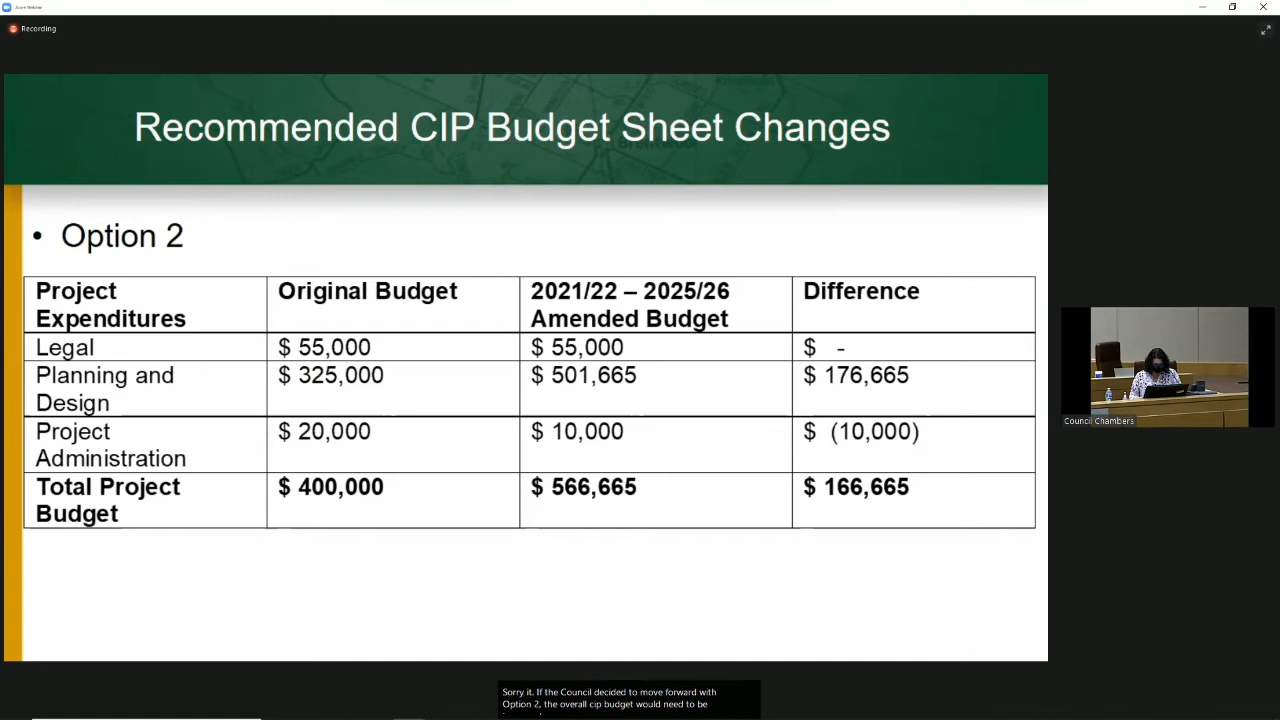 Zoom Webinar
Recording
Recommended CIP Budget Sheet Changes
• Option 2
Project Expenditures
Original Budget
2021/22 – 2025/26 Amended Budget
Difference
Legal
$ 55,000
$ 55,000
$ -
Planning and Design
$ 325,000
$ 501,665
$ 176,665
Project Administration
$ 20,000
$ 10,000
$ (10,000)
Total Project Budget
$ 400,000
$ 566,665
$ 166,665
Council Chambers
Sorry it. If the Council decided to move forward with
Option 2, the overall cip budget would need to be